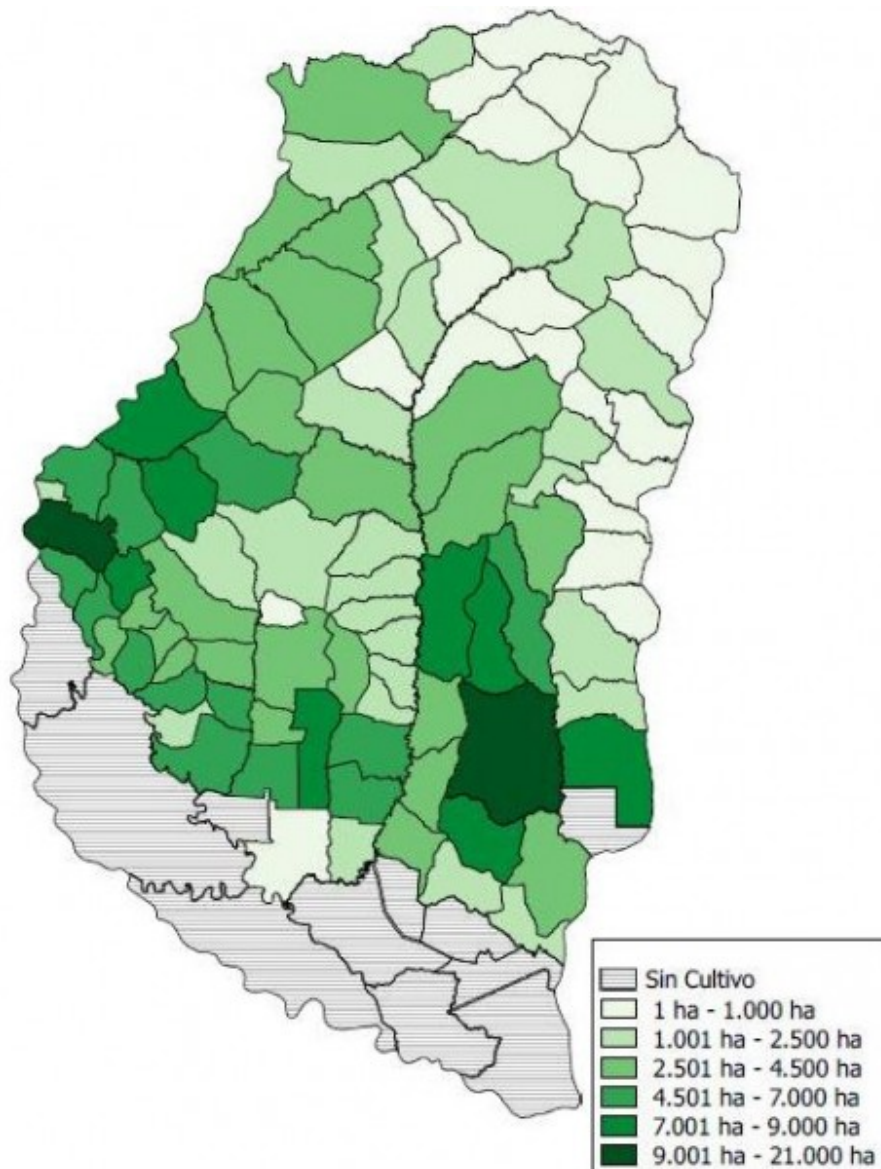 Sin Cultivo
1 ha - 1.000 ha
1.001 ha - 2.500 ha
2.501 ha - 4.500 ha
4.501 ha - 7.000 ha
7.001 ha - 9.000 ha
9.001 ha - 21.000 ha